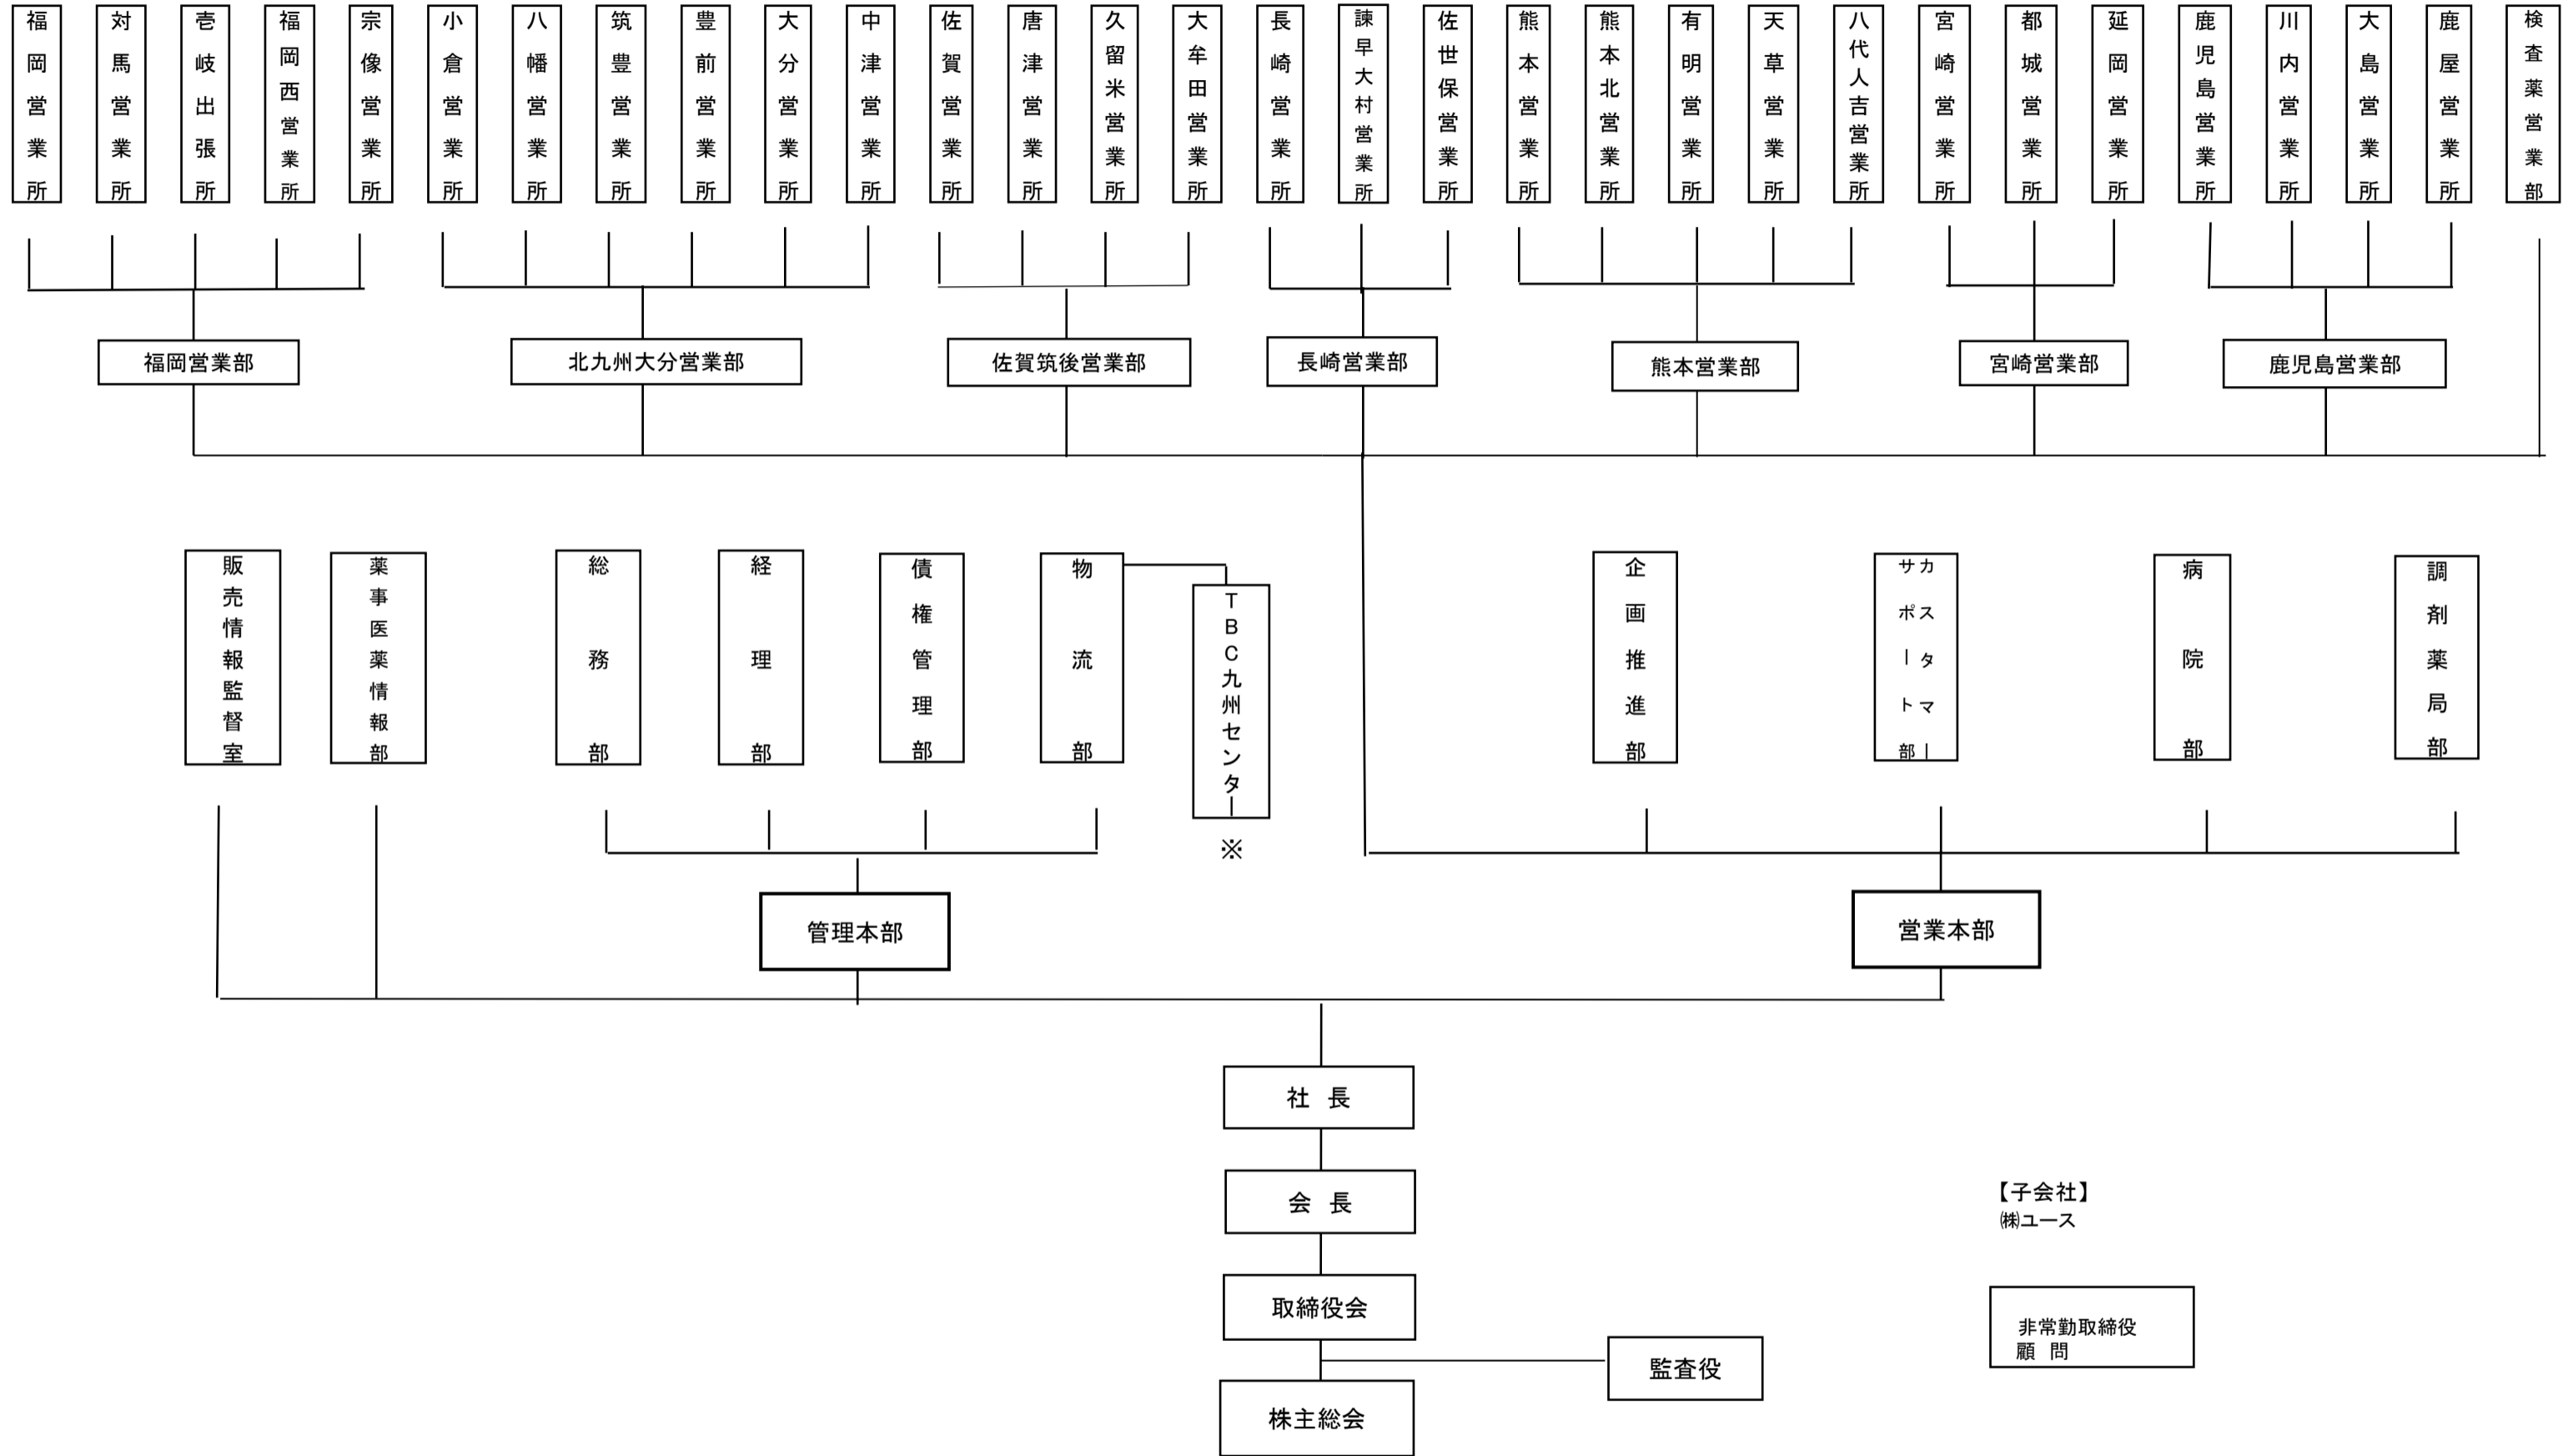 福岡営業所
対馬営業所
壱岐出張所
福岡西営業所
宗像営業所
小倉営業所
八幡営業所
筑豊営業所
豊前営業所
大分営業所
中津営業所
佐賀営業所
唐津営業所
久留米営業所
大牟田営業所
長崎営業所
諫早大村営業所
佐世保営業所
熊本営業所
熊本北営業所
有明営業所
天草営業所
八代人吉営業所
宮崎営業所
都城営業所
延岡営業所
鹿児島営業所
川内営業所
大島営業所
鹿屋営業所
検査薬営業部
福岡営業部
北九州大分営業部
佐賀筑後営業部
長崎営業部
熊本営業部
宮崎営業部
鹿児島営業部
販売情報監督室
薬事医薬情報部
総務部
経理部
債権管理部
物流部
TBC九州センター
※
企画推進部
カスタマー
サポート部
病院部
調剤薬局部
管理本部
営業本部
社 長
会 長
取締役会
監査役
株主総会
【子会社】
㈱ユース
非常勤取締役
顧 問